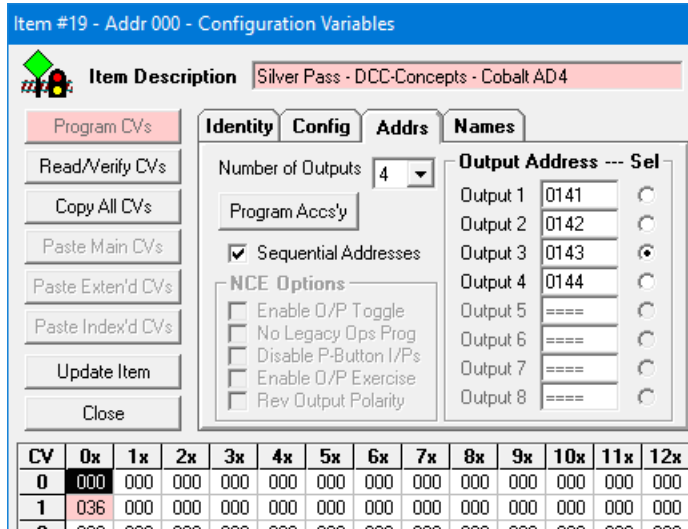 Item #19 - Addr 000 - Configuration Variables
Item Description Silver Pass - DCC-Concepts - Cobalt AD4
Program CVs
Read/Verify CVs
Copy All CVs
Paste Main CVs
Paste Exten'd CVs
Paste Index'd CVs
Update Item
Close
Identity Config Addrs Names
Number of Outputs 4
Program Accs'y
Sequential Addresses
NCE Options
Enable O/P Toggle
No Legacy Ops Prog
Disable P-Button I/Ps
Enable O/P Exercise
Rev Output Polarity
Output Address --- Sel
Output 1 0141
Output 2 0142
Output 3 0143
Output 4 0144
Output 5 ====
Output 6 ====
Output 7 ====
Output 8 ====
CV 0x 1x 2x 3x 4x 5x 6x 7x 8x 9x 10x 11x 12x
0 000 000 000 000 000 000 000 000 000 000 000 000 000
1 036 000 000 000 000 000 000 000 000 000 000 000 000